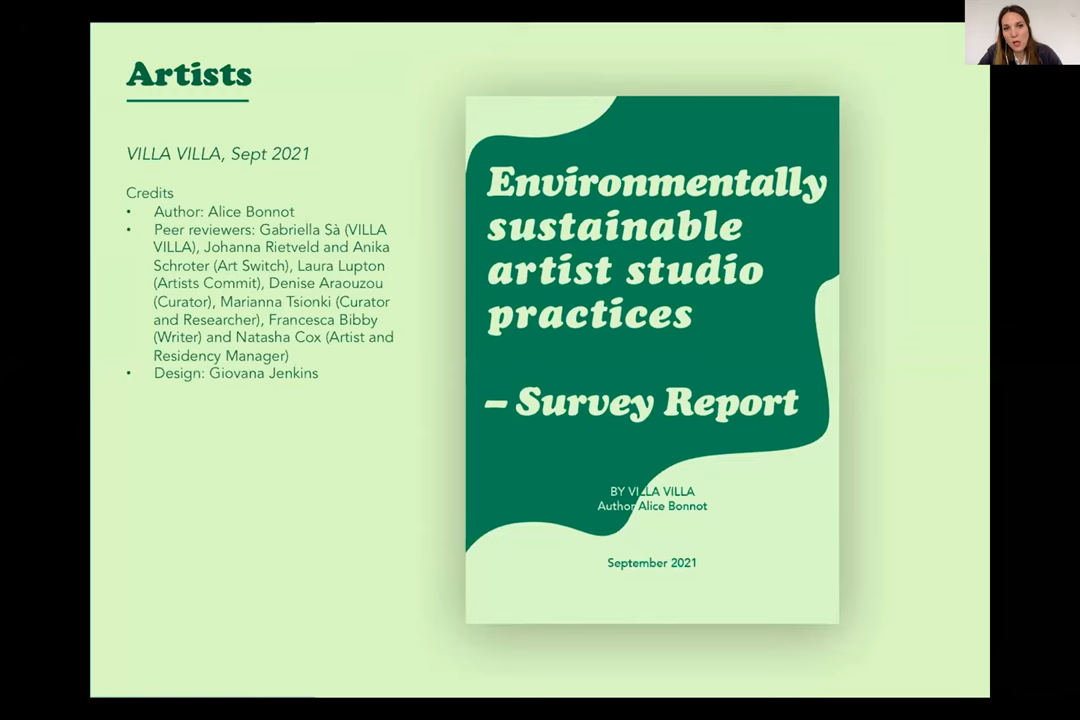 Artists
VILLA VILLA, Sept 2021
Credits
• Author: Alice Bonnot
• Peer reviewers: Gabriella Sà (VILLA
VILLA), Johanna Rietveld and Anika
Schroter (Art Switch), Laura Lupton
(Artists Commit), Denise Araouzou
(Curator), Marianna Tsionki (Curator
and Researcher), Francesca Bibby
(Writer) and Natasha Cox (Artist and
Residency Manager)
• Design: Giovana Jenkins
Environmentally
sustainable
artist studio
practices
– Survey Report
BY VILLA VILLA
Author Alice Bonnot
September 2021